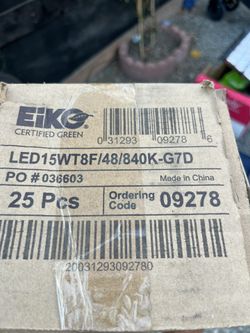 EiKO
CERTIFIED GREEN
0 31293 09278 6
LED15WT8F/48/840K-G7D
PO # 036603
Made in China
25 Pcs
Ordering Code
09278
20031293092780